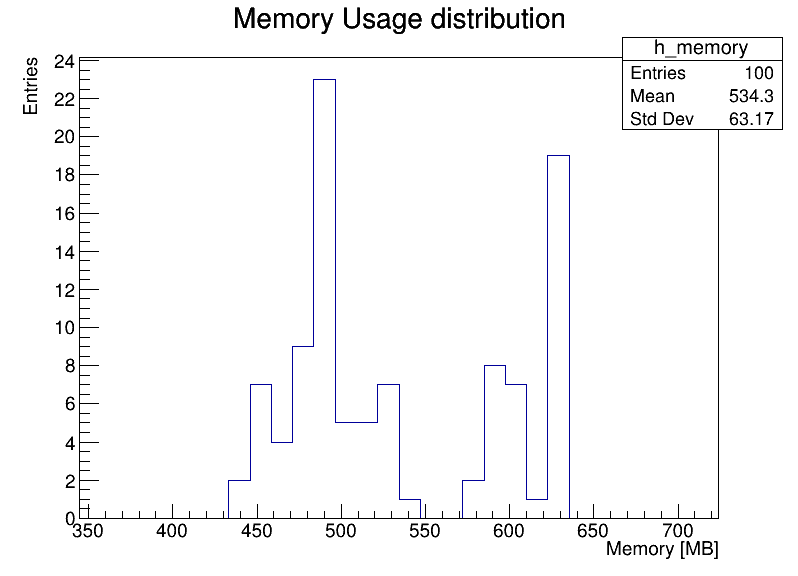 Memory Usage distribution
h_memory
Entries 100
Mean 534.3
Std Dev 63.17
Entries
24
22
20
18
16
14
12
10
8
6
4
2
0
350 400 450 500 550 600 650 700
Memory [MB]